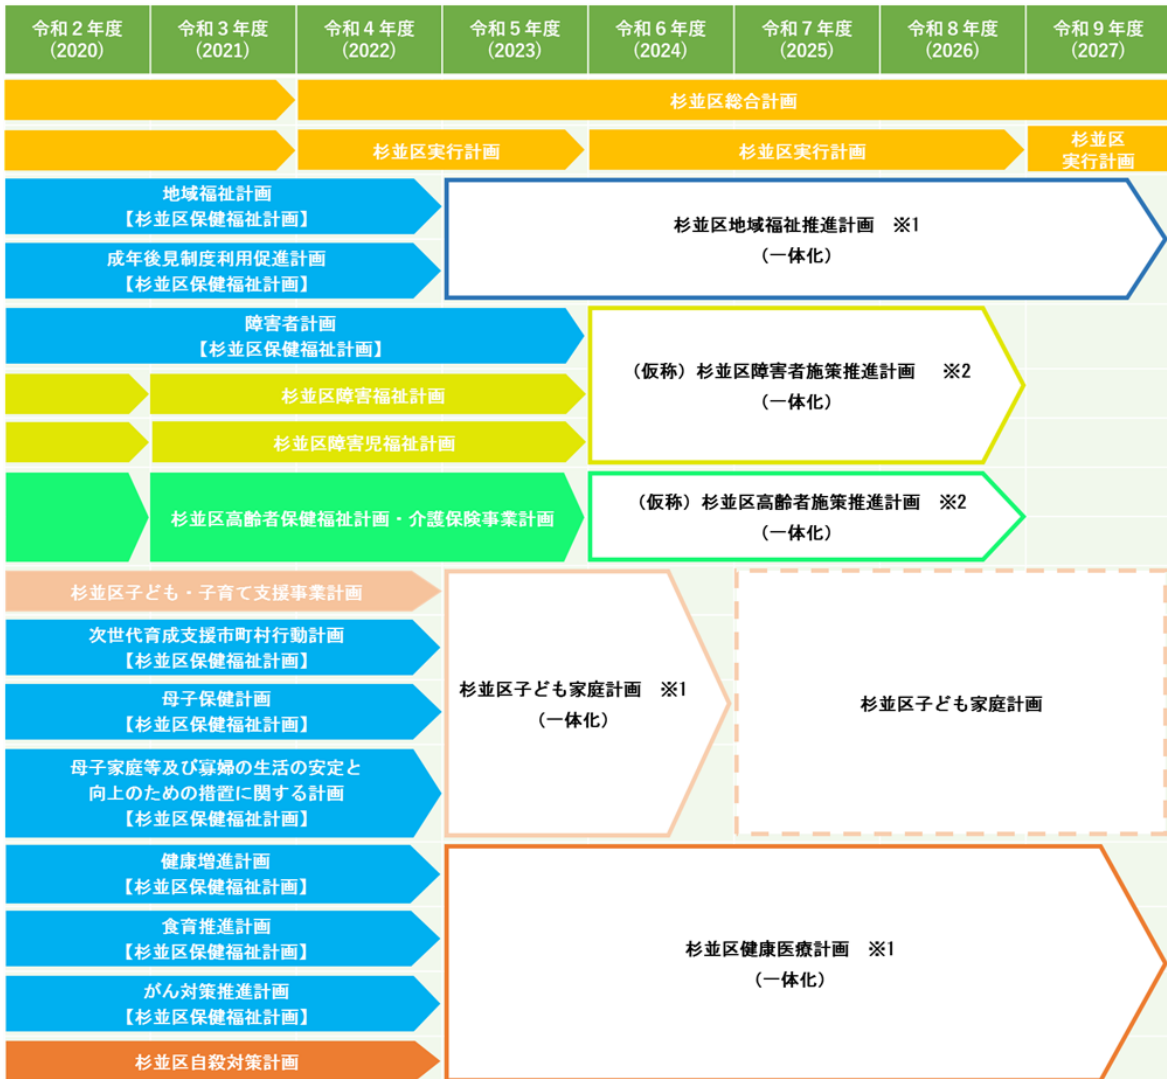 令和２年度 令和３年度 令和４年度 令和５年度 令和６年度 令和７年度 令和８年度 令和９年度
(2020) (2021) (2022) (2023) (2024) (2025) (2026) (2027)
杉並区総合計画
杉並区実行計画
杉並区実行計画
杉並区
実行計画
地域福祉計画
【杉並区保健福祉計画】
成年後見制度利用促進計画
【杉並区保健福祉計画】
杉並区地域福祉推進計画 ※1
（一体化）
障害者計画
【杉並区保健福祉計画】
杉並区障害福祉計画
杉並区障害児福祉計画
（仮称）杉並区障害者施策推進計画 ※2
（一体化）
杉並区高齢者保健福祉計画・介護保険事業計画
（仮称）杉並区高齢者施策推進計画 ※2
（一体化）
杉並区子ども・子育て支援事業計画
次世代育成支援市町村行動計画
【杉並区保健福祉計画】
母子保健計画
【杉並区保健福祉計画】
母子家庭等及び寡婦の生活の安定と
向上のための措置に関する計画
【杉並区保健福祉計画】
杉並区子ども家庭計画 ※1
（一体化）
杉並区子ども家庭計画
健康増進計画
【杉並区保健福祉計画】
食育推進計画
【杉並区保健福祉計画】
がん対策推進計画
【杉並区保健福祉計画】
杉並区自殺対策計画
杉並区健康医療計画 ※1
（一体化）